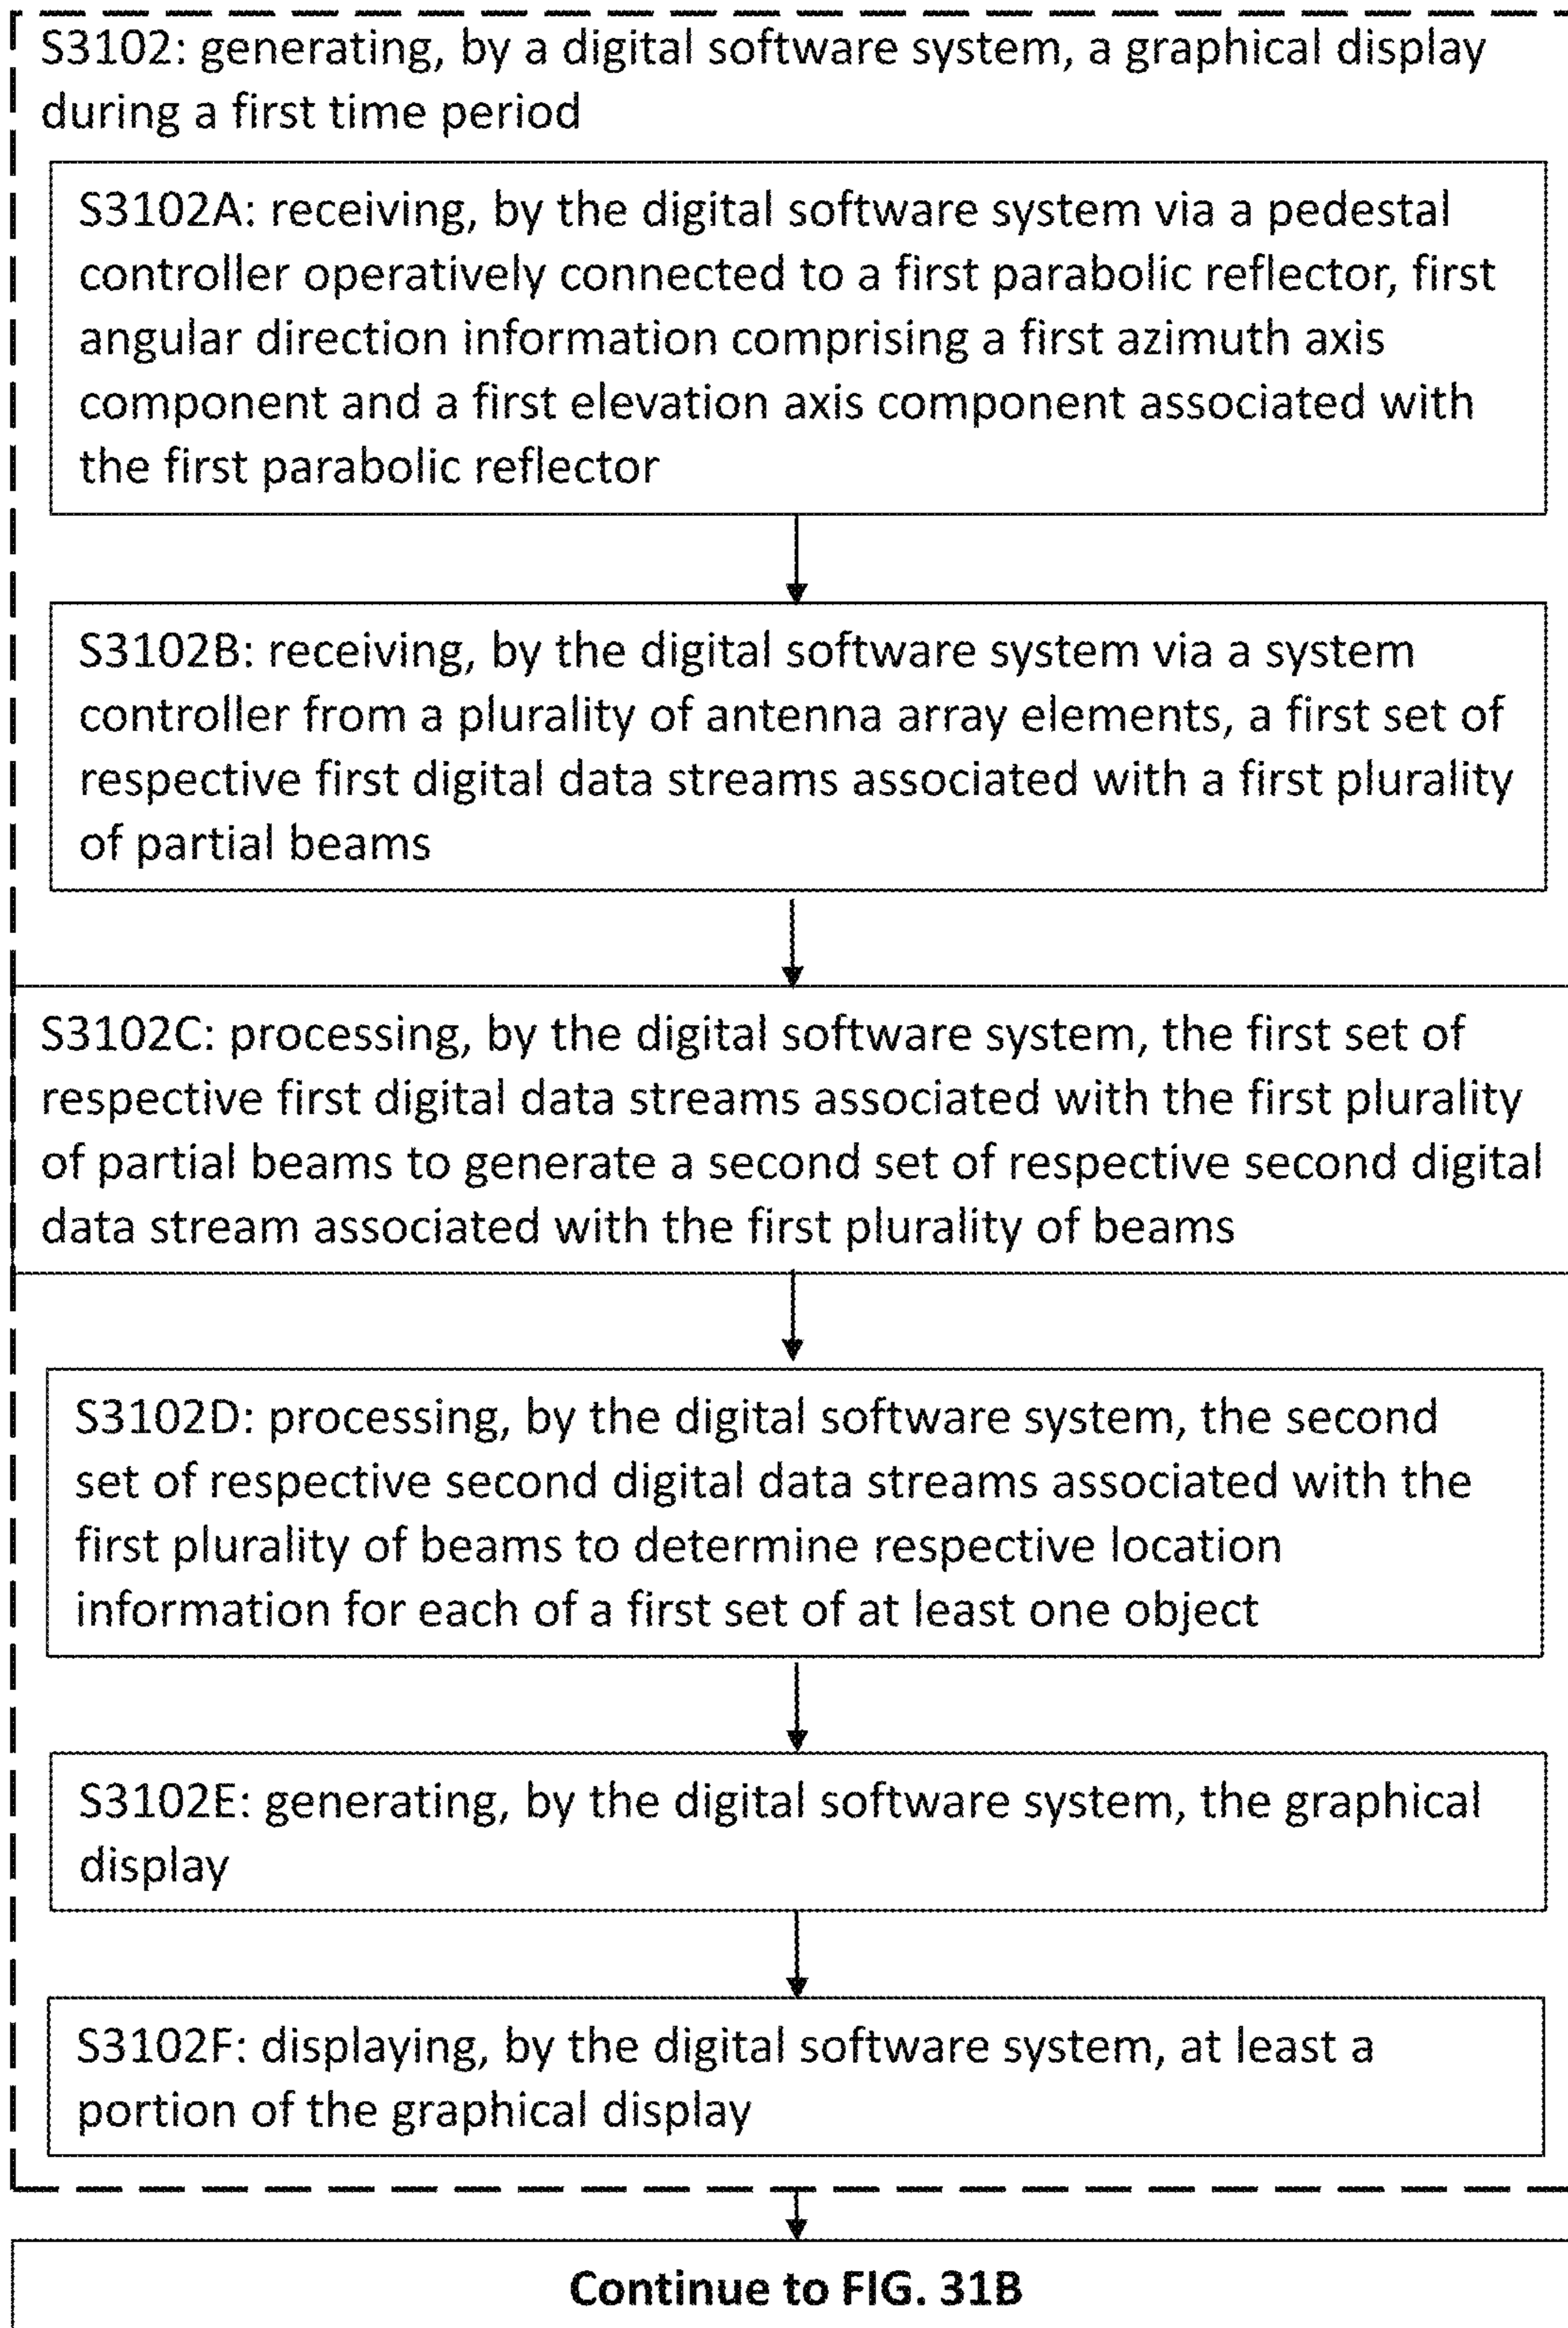 S3102: generating, by a digital software system, a graphical display
during a first time period
S3102A: receiving, by the digital software system via a pedestal
controller operatively connected to a first parabolic reflector, first
angular direction information comprising a first azimuth axis
component and a first elevation axis component associated with
the first parabolic reflector
S3102B: receiving, by the digital software system via a system
controller from a plurality of antenna array elements, a first set of
respective first digital data streams associated with a first plurality
of partial beams
S3102C: processing, by the digital software system, the first set of
respective first digital data streams associated with the first plurality
of partial beams to generate a second set of respective second digital
data stream associated with the first plurality of beams
S3102D: processing, by the digital software system, the second
set of respective second digital data streams associated with the
first plurality of beams to determine respective location
information for each of a first set of at least one object
S3102E: generating, by the digital software system, the graphical
display
S3102F: displaying, by the digital software system, at least a
portion of the graphical display
Continue to FIG. 31B